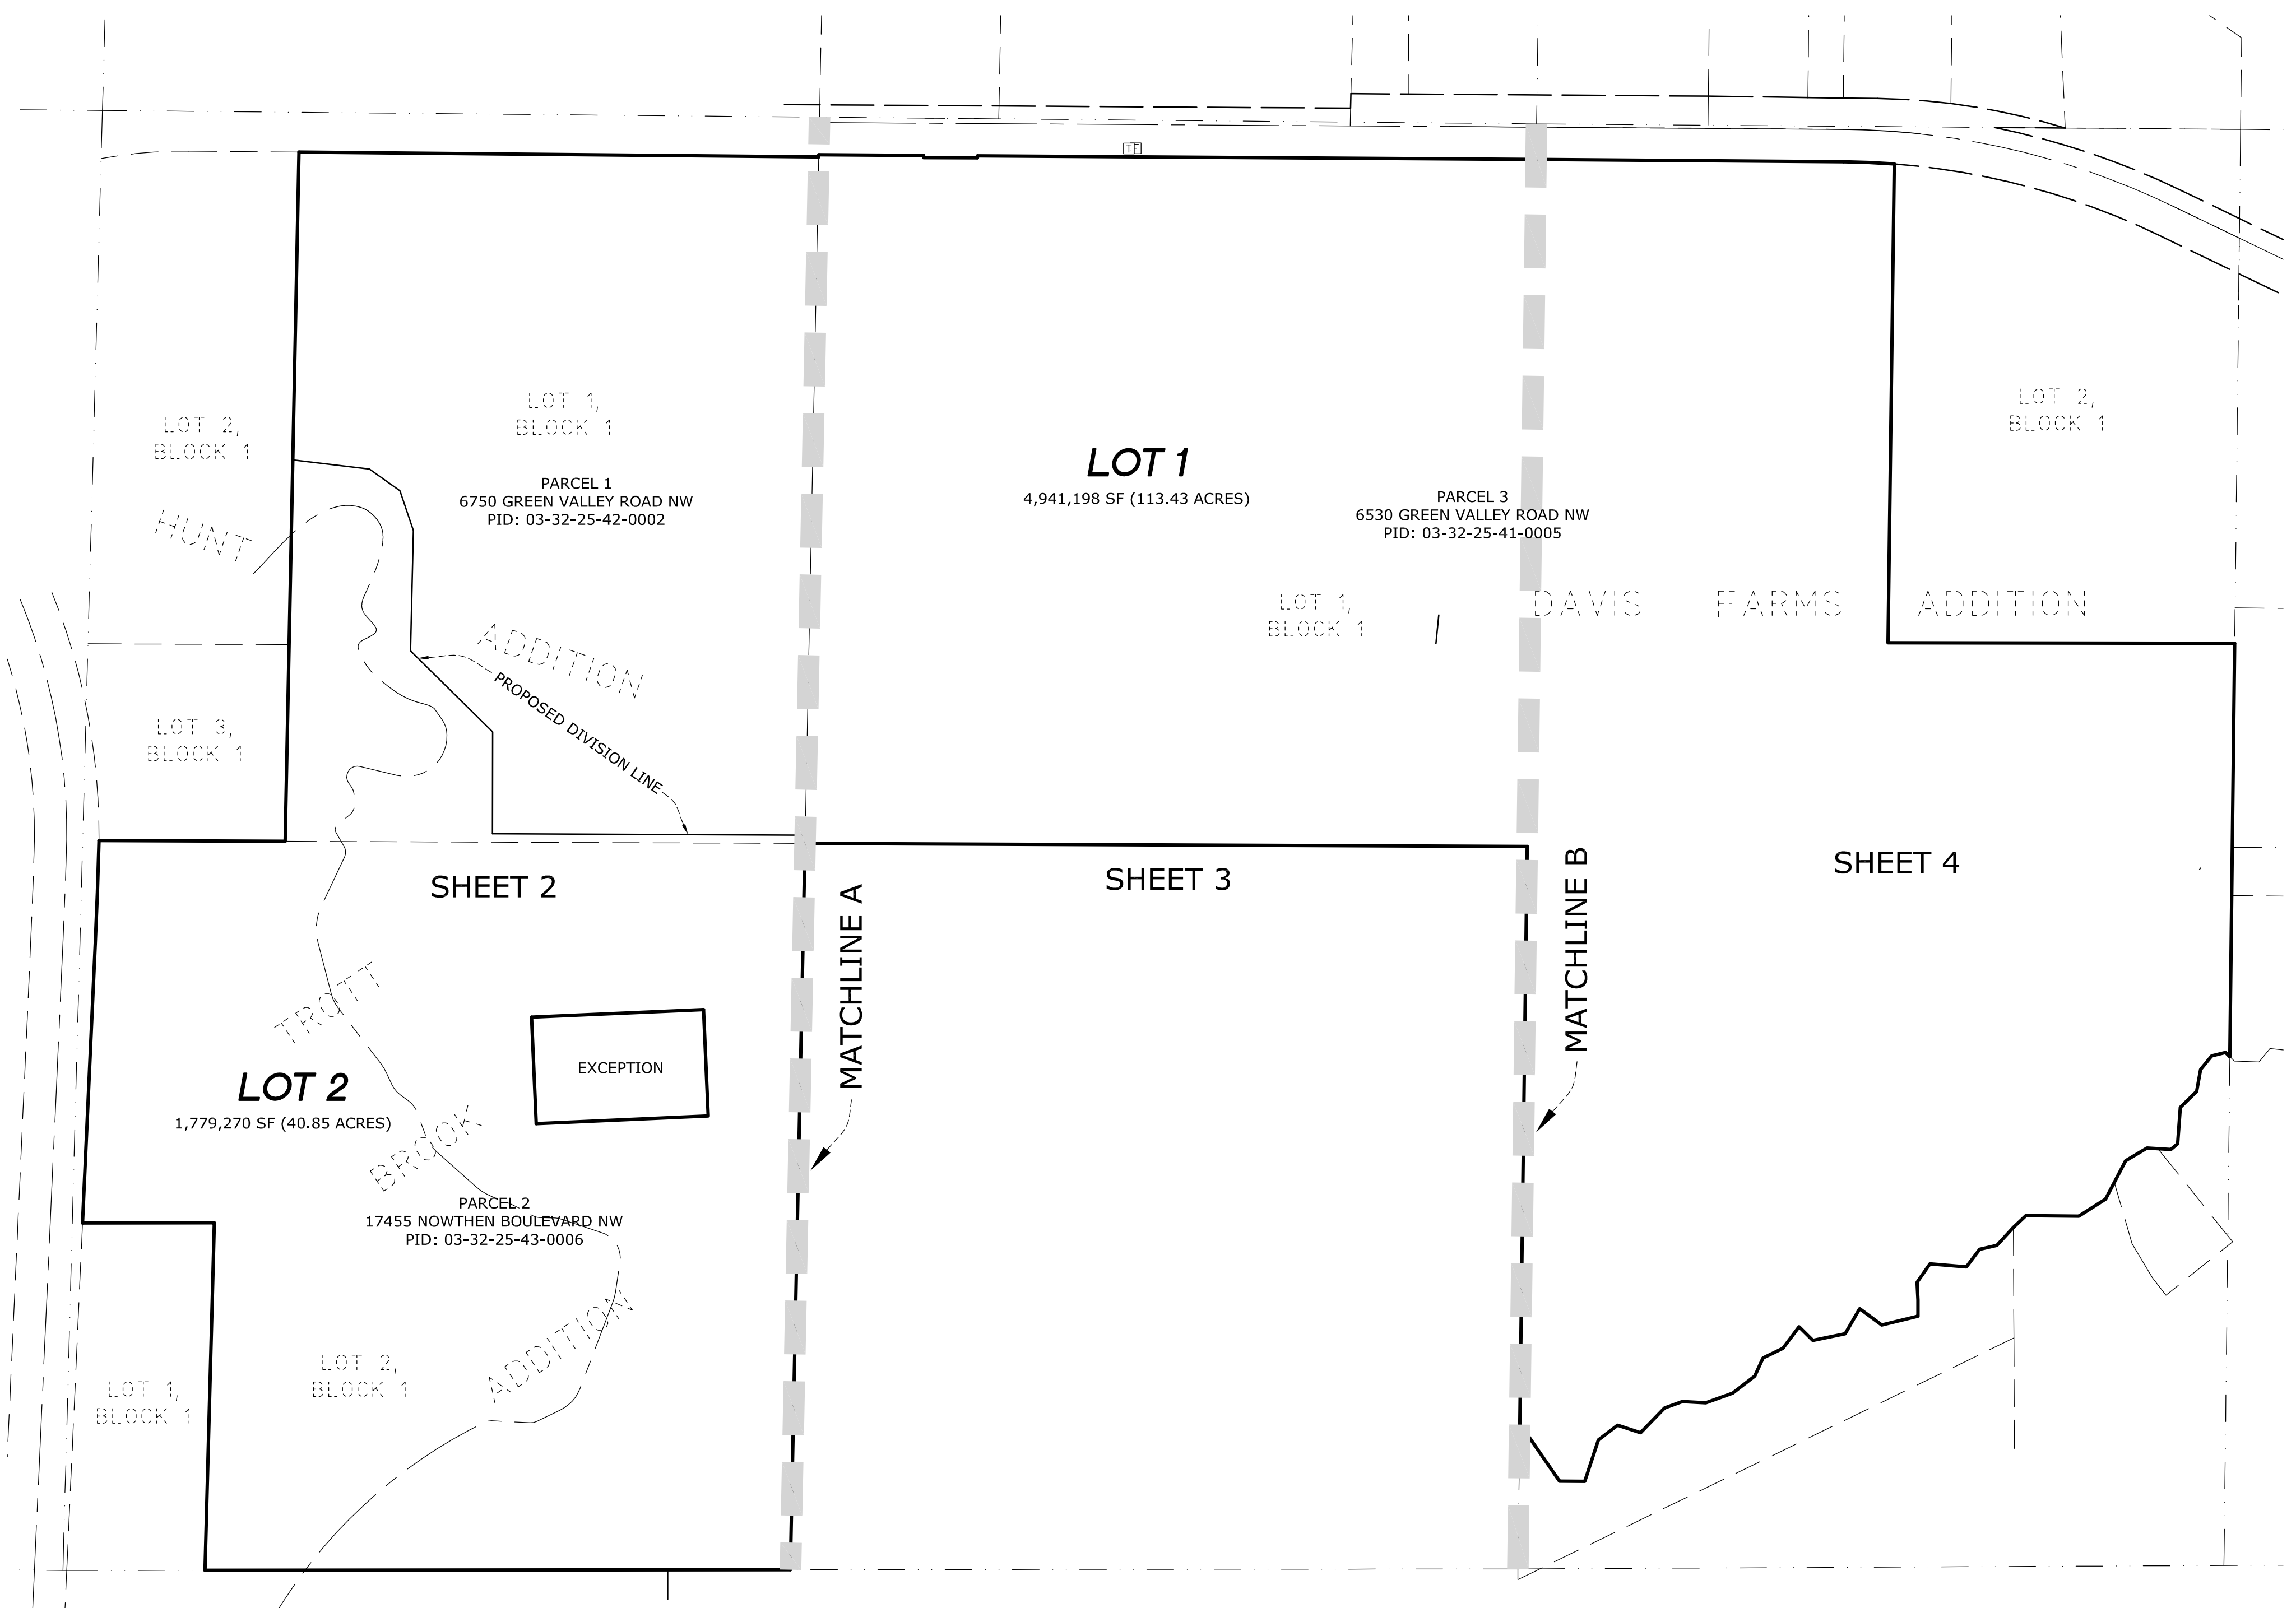 TF
LOT 2,
BLOCK 1
LOT 1,
BLOCK 1
PARCEL 1
6750 GREEN VALLEY ROAD NW
PID: 03-32-25-42-0002
LOT 1
4,941,198 SF (113.43 ACRES)
PARCEL 3
6530 GREEN VALLEY ROAD NW
PID: 03-32-25-41-0005
LOT 2,
BLOCK 1
HUNT
ADDITION
LOT 1,
BLOCK 1
DAVIS FARMS ADDITION
PROPOSED DIVISION LINE
LOT 3,
BLOCK 1
SHEET 2
SHEET 3
SHEET 4
MATCHLINE A
MATCHLINE B
TROTT
BROOK
ADDITION
EXCEPTION
LOT 2
1,779,270 SF (40.85 ACRES)
PARCEL 2
17455 NOWTHEN BOULEVARD NW
PID: 03-32-25-43-0006
LOT 1,
BLOCK 1
LOT 2,
BLOCK 1